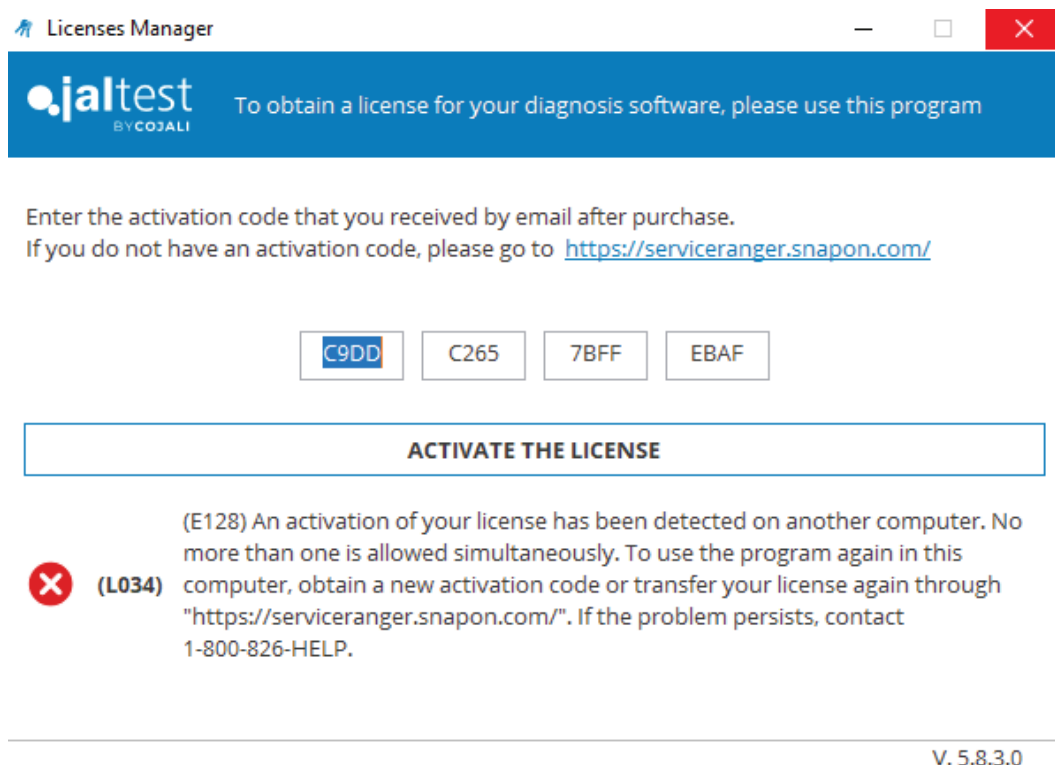 Licenses Manager
jaltest
BY COJALI
To obtain a license for your diagnosis software, please use this program
Enter the activation code that you received by email after purchase.
If you do not have an activation code, please go to https://serviceranger.snapon.com/
C9DD C265 7BFF EBAF
ACTIVATE THE LICENSE
(E128) An activation of your license has been detected on another computer. No
more than one is allowed simultaneously. To use the program again in this
(L034) computer, obtain a new activation code or transfer your license again through
"https://serviceranger.snapon.com/". If the problem persists, contact
1-800-826-HELP.
V. 5.8.3.0